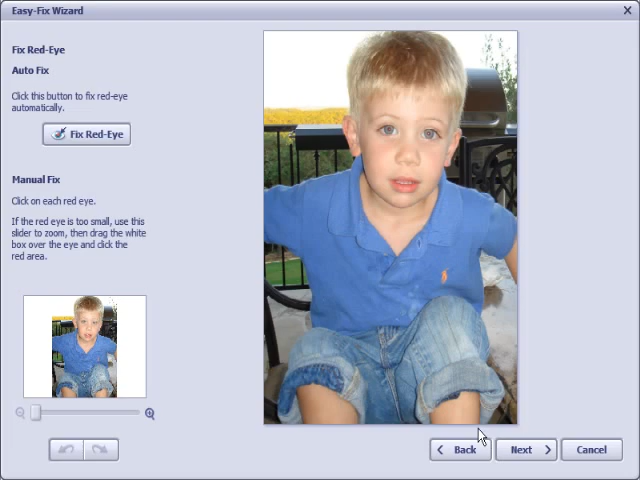 Easy-Fix Wizard
Fix Red-Eye
Auto Fix
Click this button to fix red-eye
automatically.
Fix Red-Eye
Manual Fix
Click on each red eye.
If the red eye is too small, use this
slider to zoom, then drag the white
box over the eye and click the
red area.
Back
Next
Cancel